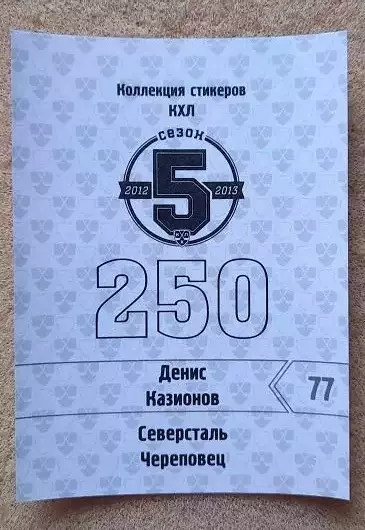 Коллекция стикеров
КХЛ
СЕЗОН
5
2012 2013
КХЛ
250
Денис
Казионов
77
Северсталь
Череповец